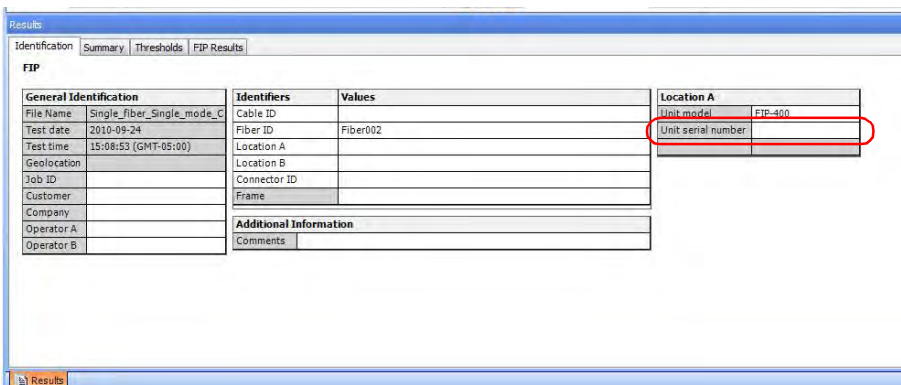 Results
Identification Summary Thresholds FIP Results
FIP
General Identification
File Name Single_fiber_Single_mode_C
Test date 2010-09-24
Test time 15:08:53 (GMT-05:00)
Geolocation
Job ID
Customer
Company
Operator A
Operator B
Identifiers Values
Cable ID
Fiber ID Fiber002
Location A
Location B
Connector ID
Frame
Additional Information
Comments
Location A
Unit model FIP-400
Unit serial number
Results